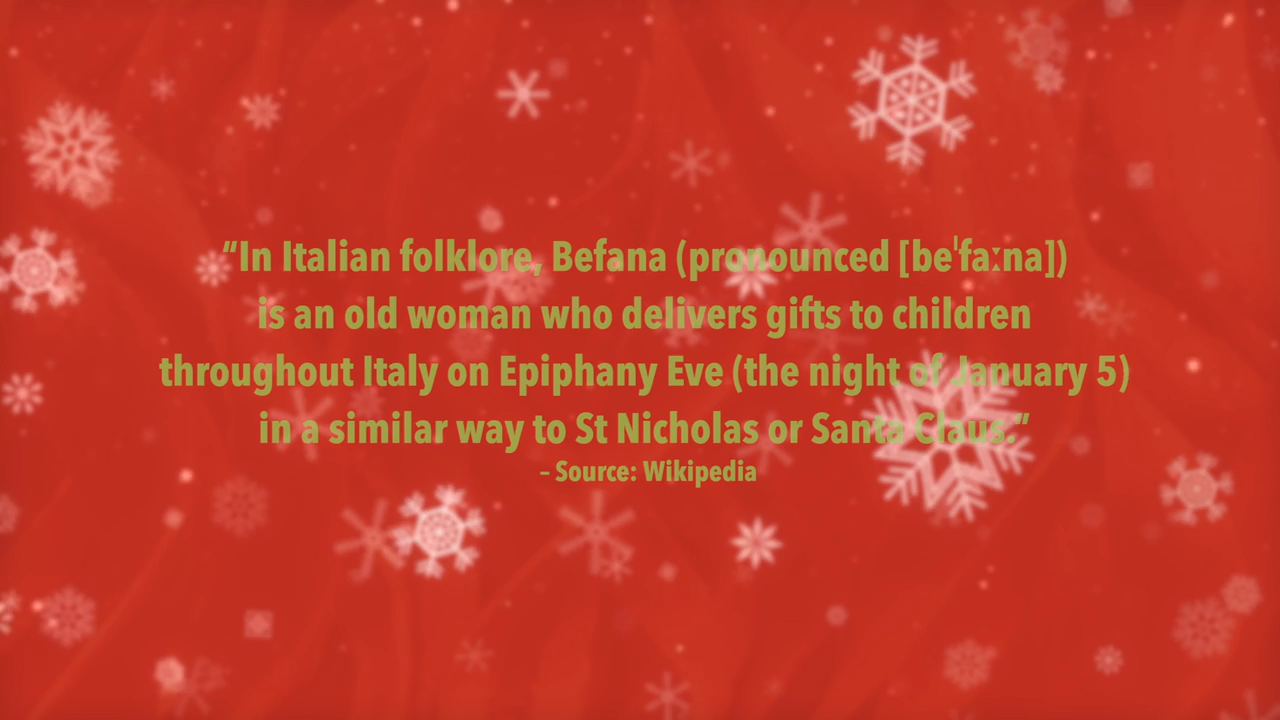 “In Italian folklore, Befana (pronounced [beˈfaːna])
is an old woman who delivers gifts to children
throughout Italy on Epiphany Eve (the night of January 5)
in a similar way to St Nicholas or Santa Claus.”
– Source: Wikipedia